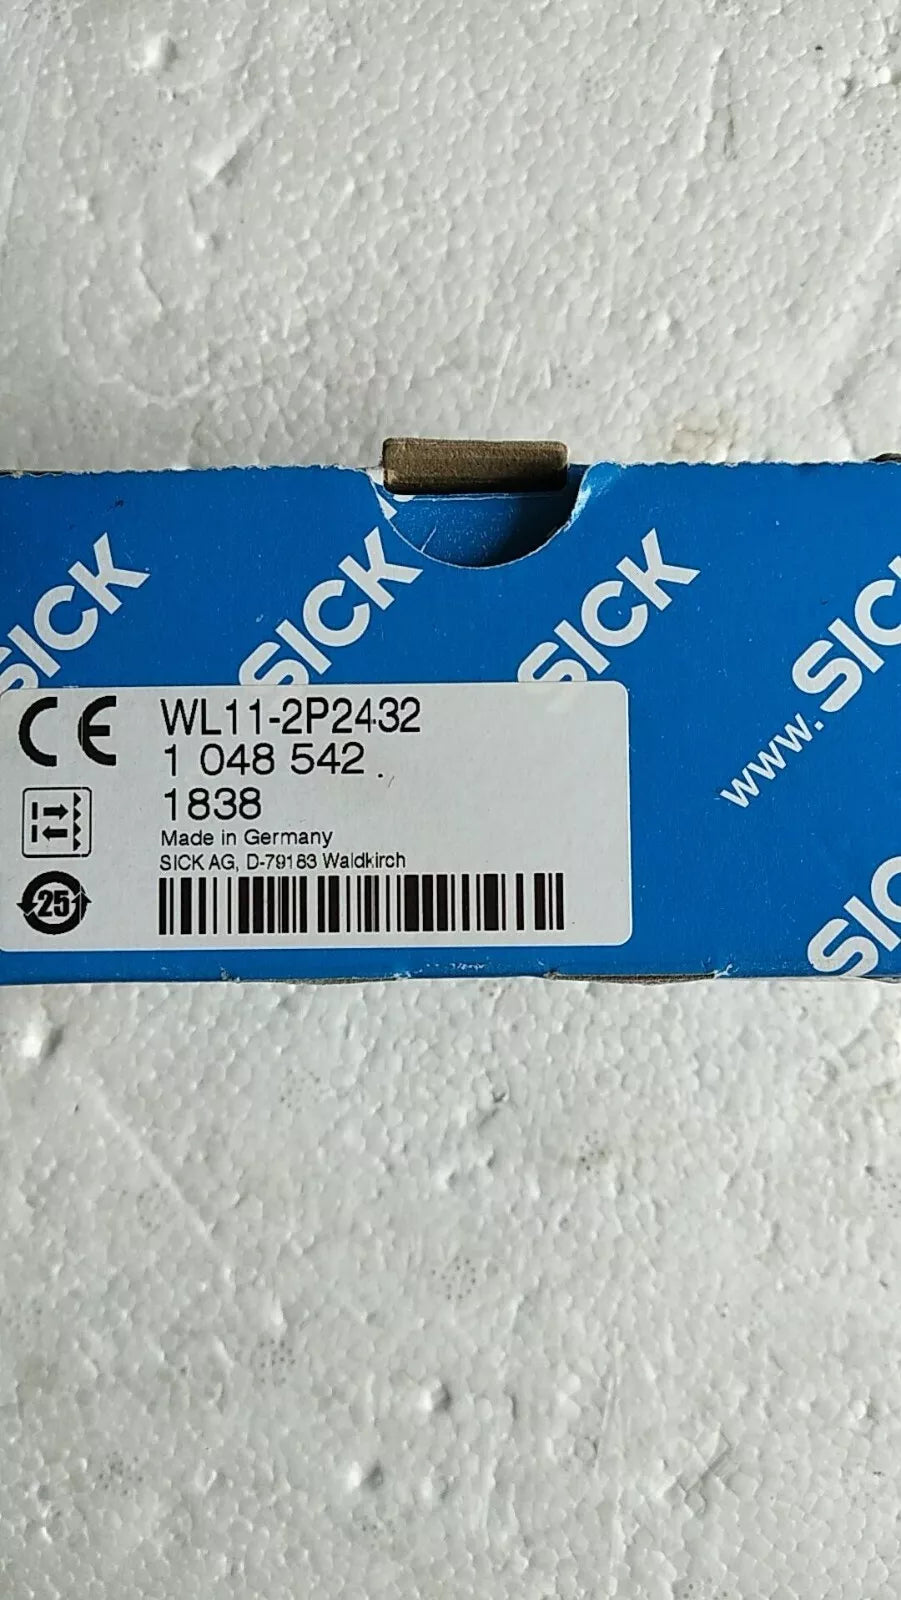 SICK
SICK
SICK
www.SIC
SIC
CE
WL11-2P2432
1 048 542
1838
Made in Germany
SICK AG, D-79183 Waldkirch
25